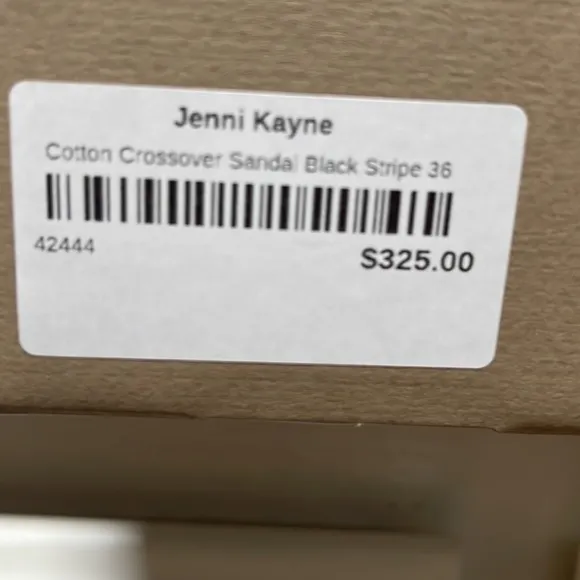 Jenni Kayne
Cotton Crossover Sandal Black Stripe 36
42444
$325.00